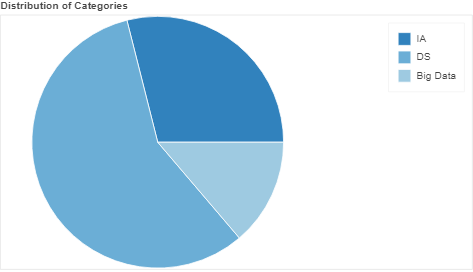 Distribution of Categories
IA
DS
Big Data